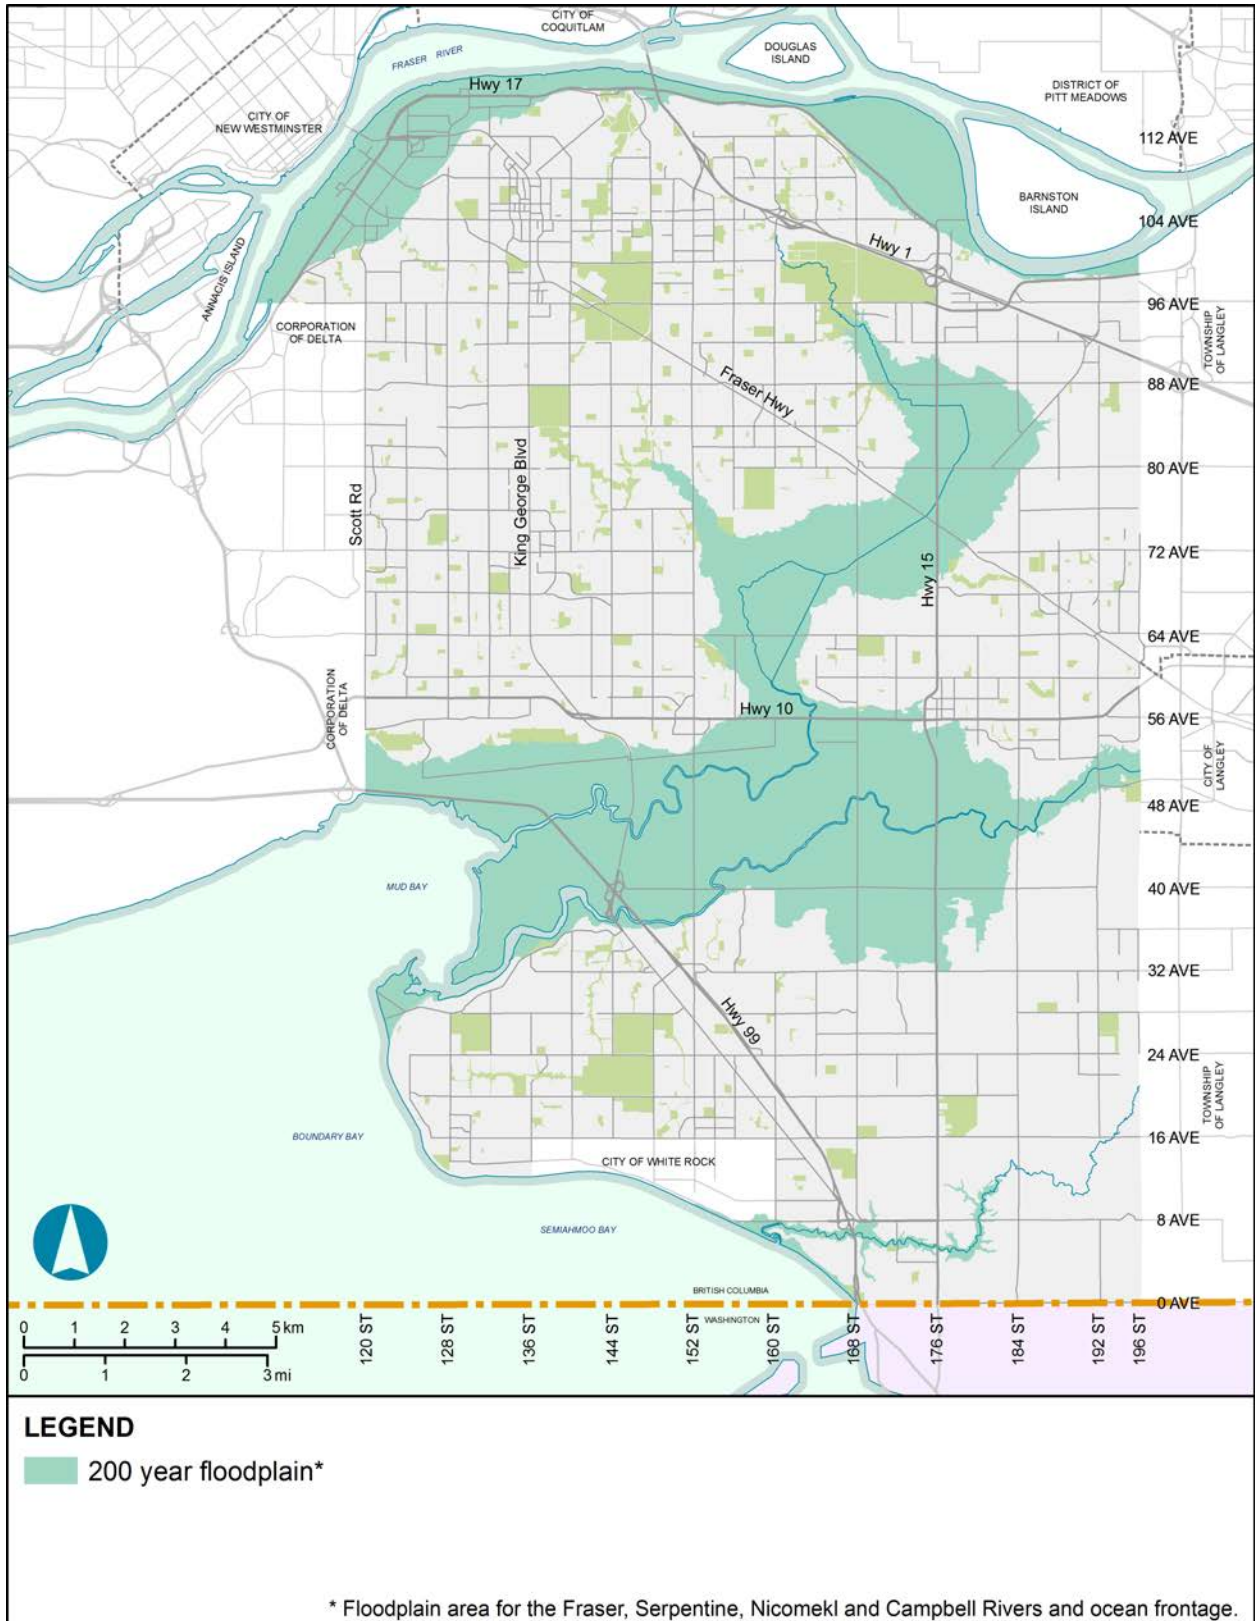 CITY OF
COQUITLAM
FRASER RIVER
DOUGLAS
ISLAND
Hwy 17
DISTRICT OF
PITT MEADOWS
CITY OF
NEW WESTMINSTER
112 AVE
BARNSTON
ISLAND
104 AVE
Hwy 1
ANNACIS ISLAND
96 AVE
CORPORATION
OF DELTA
TOWNSHIP
OF LANGLEY
88 AVE
Fraser Hwy
King George Blvd
80 AVE
Scott Rd
72 AVE
Hwy 15
64 AVE
CORPORATION
OF DELTA
Hwy 10
56 AVE
CITY OF
LANGLEY
48 AVE
MUD BAY
40 AVE
32 AVE
Hwy 99
24 AVE
TOWNSHIP
OF LANGLEY
BOUNDARY BAY
16 AVE
CITY OF WHITE ROCK
SEMIAHMOO BAY
8 AVE
BRITISH COLUMBIA
0 AVE
WASHINGTON
0 1 2 3 4 5 km
0 1 2 3 mi
120 ST
128 ST
136 ST
144 ST
152 ST
160 ST
168 ST
176 ST
184 ST
192 ST
196 ST
LEGEND
200 year floodplain*
* Floodplain area for the Fraser, Serpentine, Nicomekl and Campbell Rivers and ocean frontage.